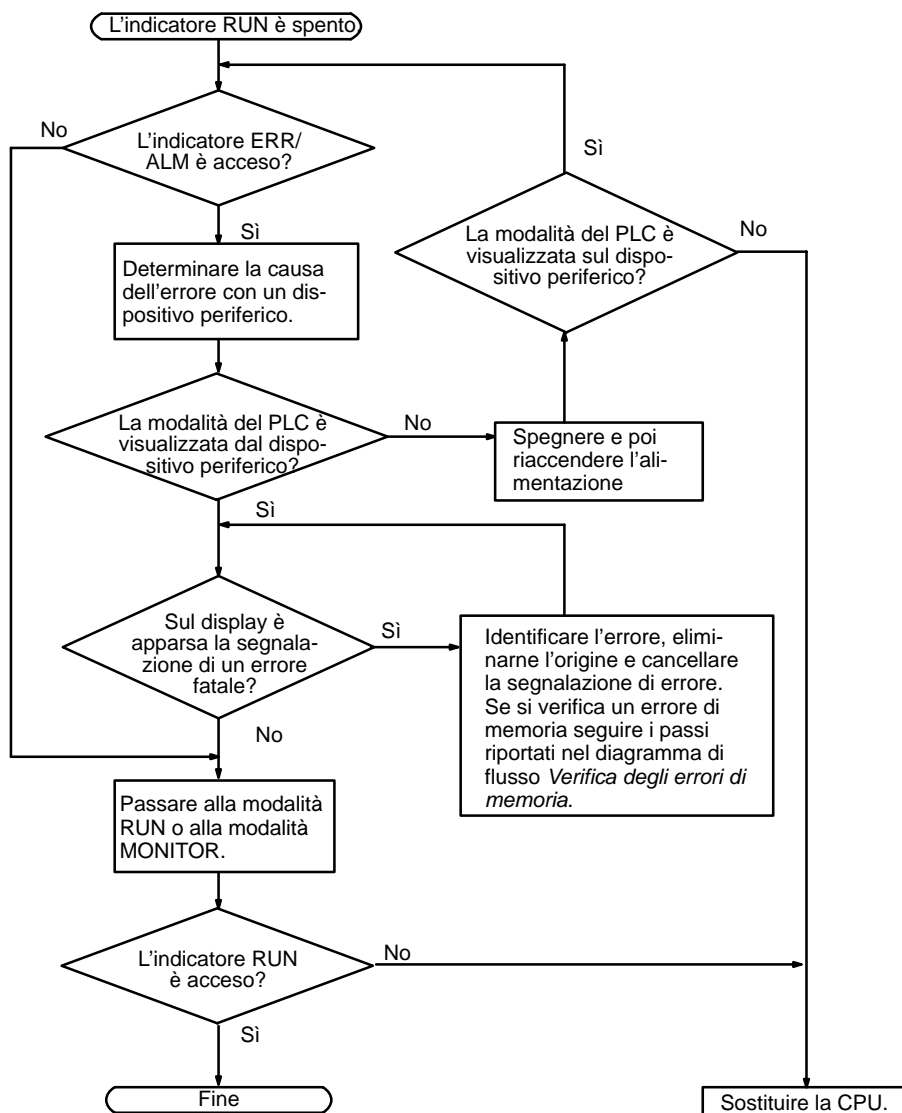 L'indicatore RUN è spento
No
L'indicatore ERR/
ALM è acceso?
Sì
Sì
Determinare la causa
dell'errore con un dis-
positivo periferico.
La modalità del PLC è
visualizzata sul dispo-
sitivo periferico?
No
La modalità del PLC è
visualizzata dal dispo-
sitivo periferico?
No
Spegnere e poi
riaccendere l'ali-
mentazione
Sì
Sul display è
apparsa la segnala-
zione di un errore
fatale?
Sì
Identificare l'errore, elimi-
narne l'origine e cancellare
la segnalazione di errore.
Se si verifica un errore di
memoria seguire i passi
riportati nel diagramma di
flusso Verifica degli errori di
memoria.
No
Passare alla modalità
RUN o alla modalità
MONITOR.
L'indicatore RUN
è acceso?
No
Sì
Fine
Sostituire la CPU.